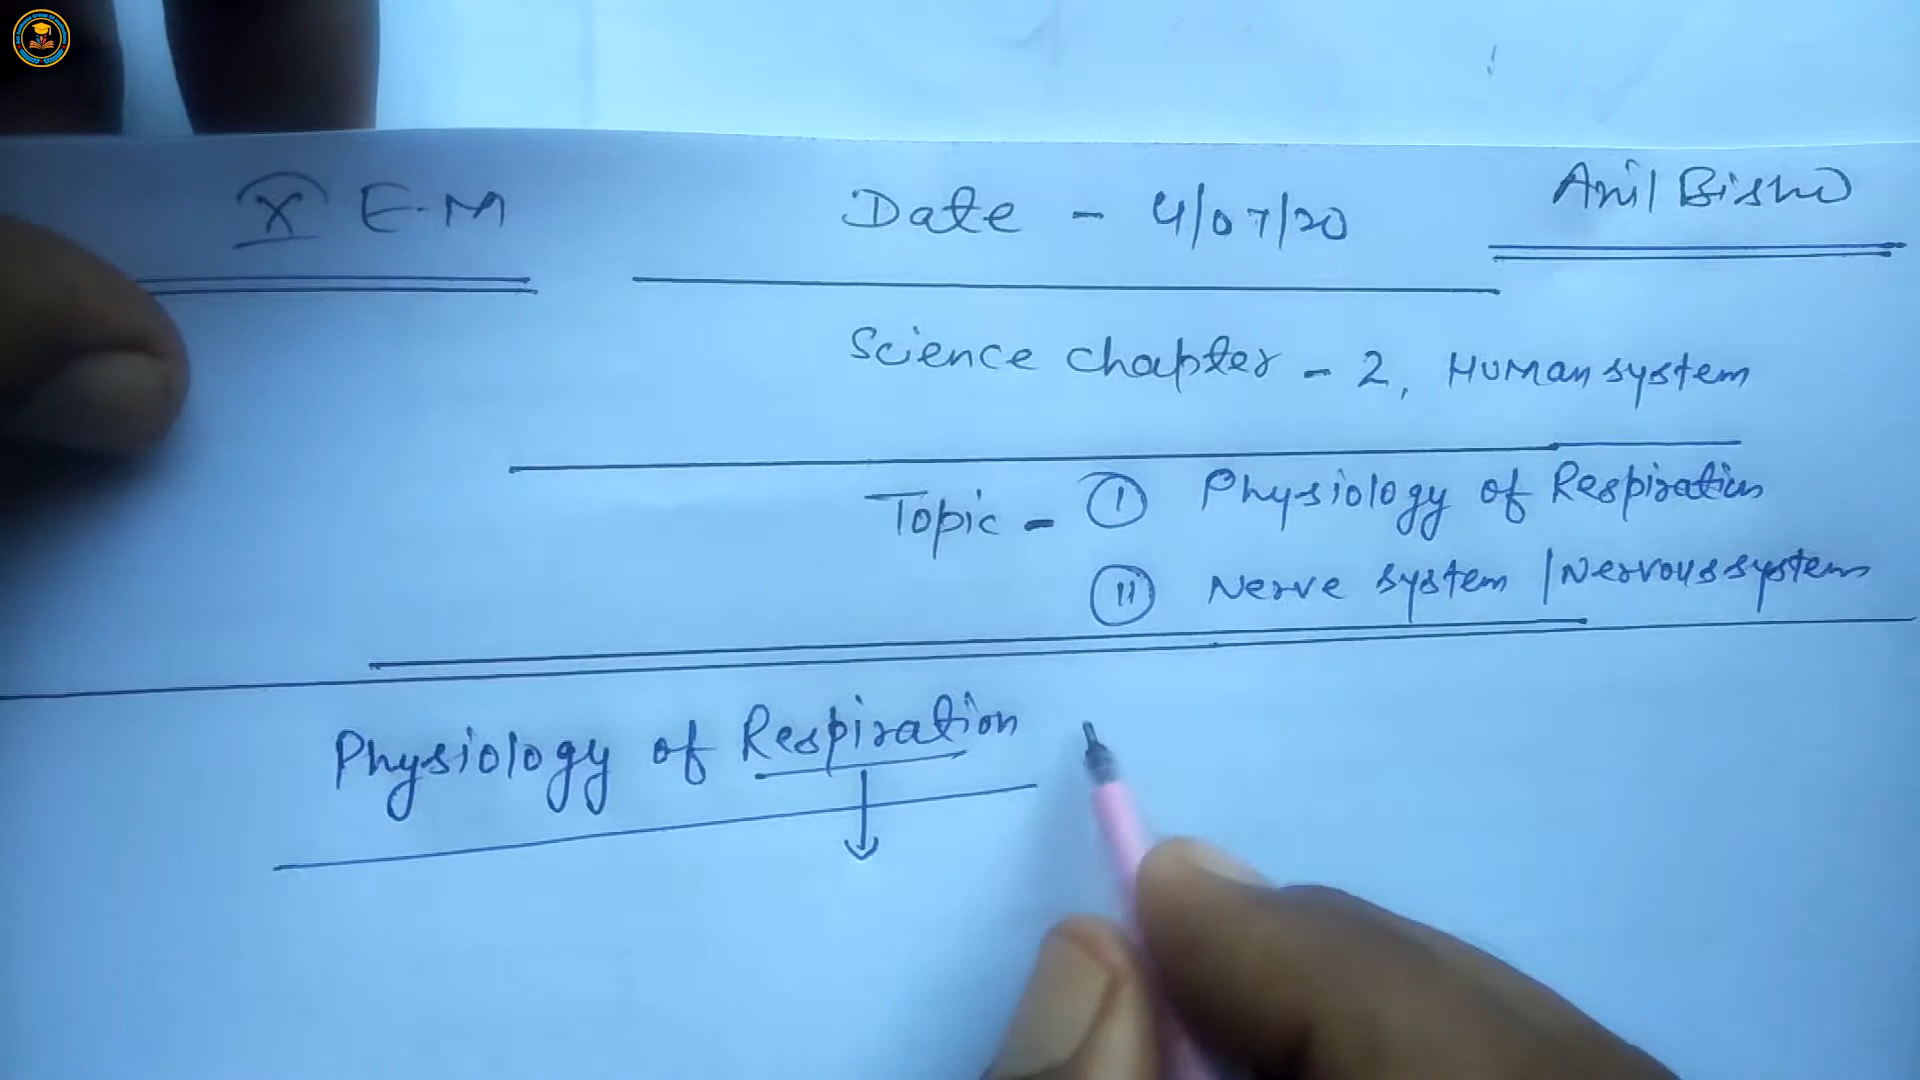 X E-M
Date - 4/07/20
Anil Bisho
Science chapter - 2, Human system
Topic - (I) Physiology of Respiration
(II) Nerve system / Nervous system
Physiology of Respiration